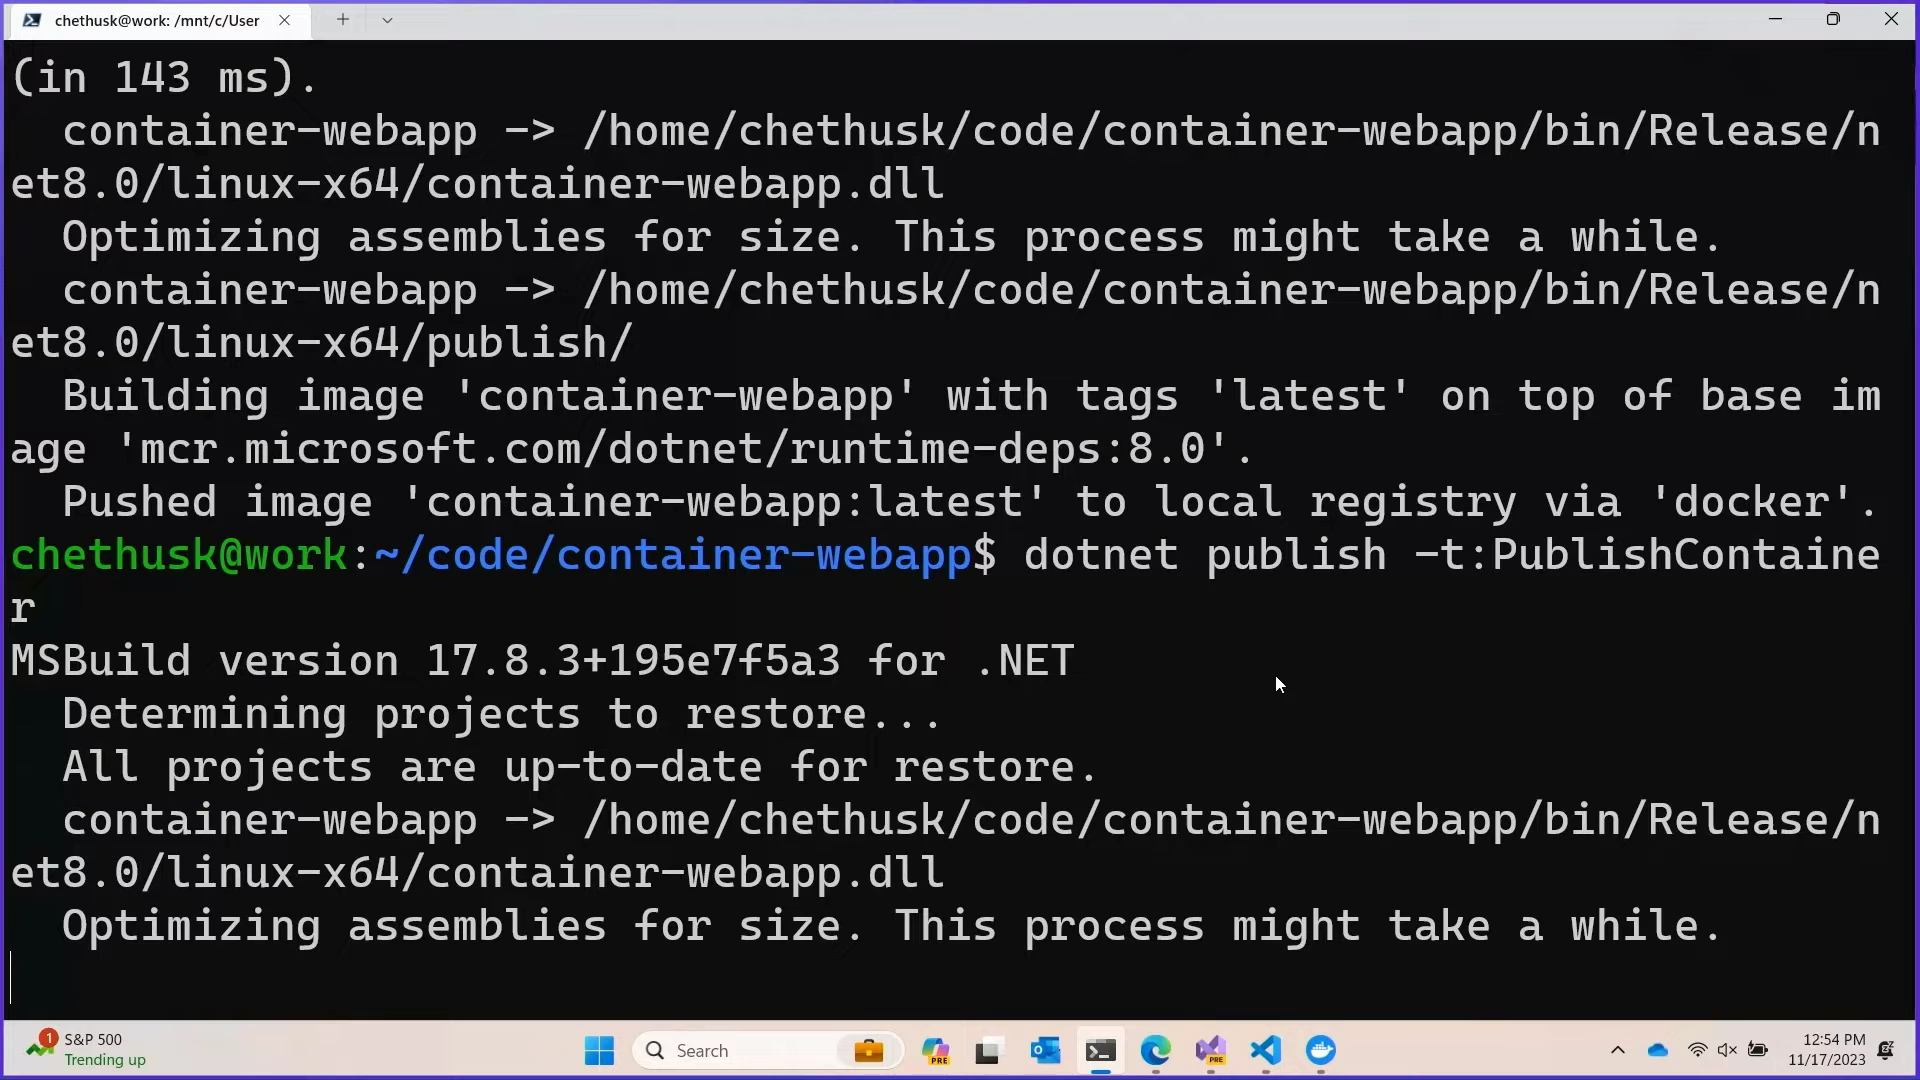 chethusk@work: /mnt/c/User
(in 143 ms).
  container-webapp -> /home/chethusk/code/container-webapp/bin/Release/n
et8.0/linux-x64/container-webapp.dll
  Optimizing assemblies for size. This process might take a while.
  container-webapp -> /home/chethusk/code/container-webapp/bin/Release/n
et8.0/linux-x64/publish/
  Building image 'container-webapp' with tags 'latest' on top of base im
age 'mcr.microsoft.com/dotnet/runtime-deps:8.0'.
  Pushed image 'container-webapp:latest' to local registry via 'docker'.
chethusk@work:~/code/container-webapp$ dotnet publish -t:PublishContaine
r
MSBuild version 17.8.3+195e7f5a3 for .NET
  Determining projects to restore...
  All projects are up-to-date for restore.
  container-webapp -> /home/chethusk/code/container-webapp/bin/Release/n
et8.0/linux-x64/container-webapp.dll
  Optimizing assemblies for size. This process might take a while.
1
S&P 500
Trending up
Search
PRE
PRE
12:54 PM
11/17/2023